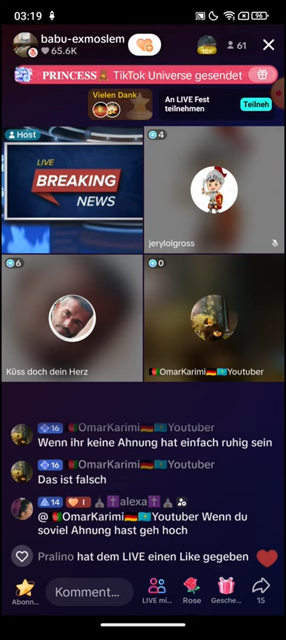 03:19
96
babu-exmoslem
65.6K
61
PRINCESS TikTok Universe gesendet
Vielen Dank
An LIVE Fest
teilnehmen
Teilneh
Host
LIVE
BREAKING
NEWS
4
jerylolgross
6
Küss doch dein Herz
0
🇦🇫OmarKarimi🇩🇪🇰🇿Youtuber
16 🇦🇫OmarKarimi🇩🇪🇰🇿Youtuber
Wenn ihr keine Ahnung hat einfach ruhig sein
16 🇦🇫OmarKarimi🇩🇪🇰🇿Youtuber
Das ist falsch
14 I ⛪✝️alexa✝️⛪
@🇦🇫OmarKarimi🇩🇪🇰🇿Youtuber Wenn du
soviel Ahnung hast geh hoch
Pralino hat dem LIVE einen Like gegeben
Abonn...
Komment...
LIVE mi...
Rose
Gesche...
15